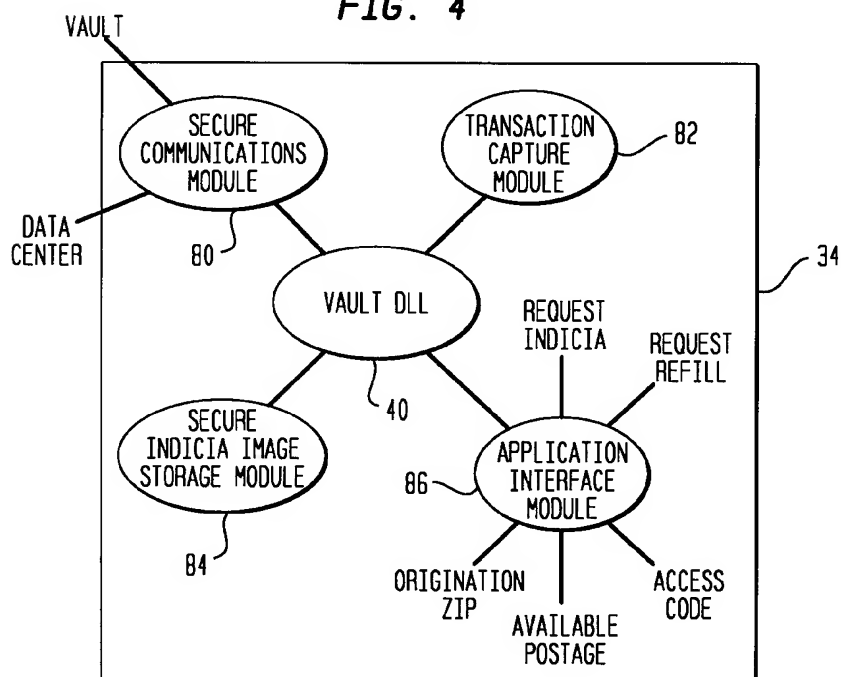 FIG. 4
VAULT
SECURE
COMMUNICATIONS
MODULE
TRANSACTION
CAPTURE
MODULE
82
DATA
CENTER
80
34
VAULT DLL
REQUEST
INDICIA
REQUEST
REFILL
40
SECURE
INDICIA IMAGE
STORAGE MODULE
86
APPLICATION
INTERFACE
MODULE
84
ORIGINATION
ZIP
AVAILABLE
POSTAGE
ACCESS
CODE